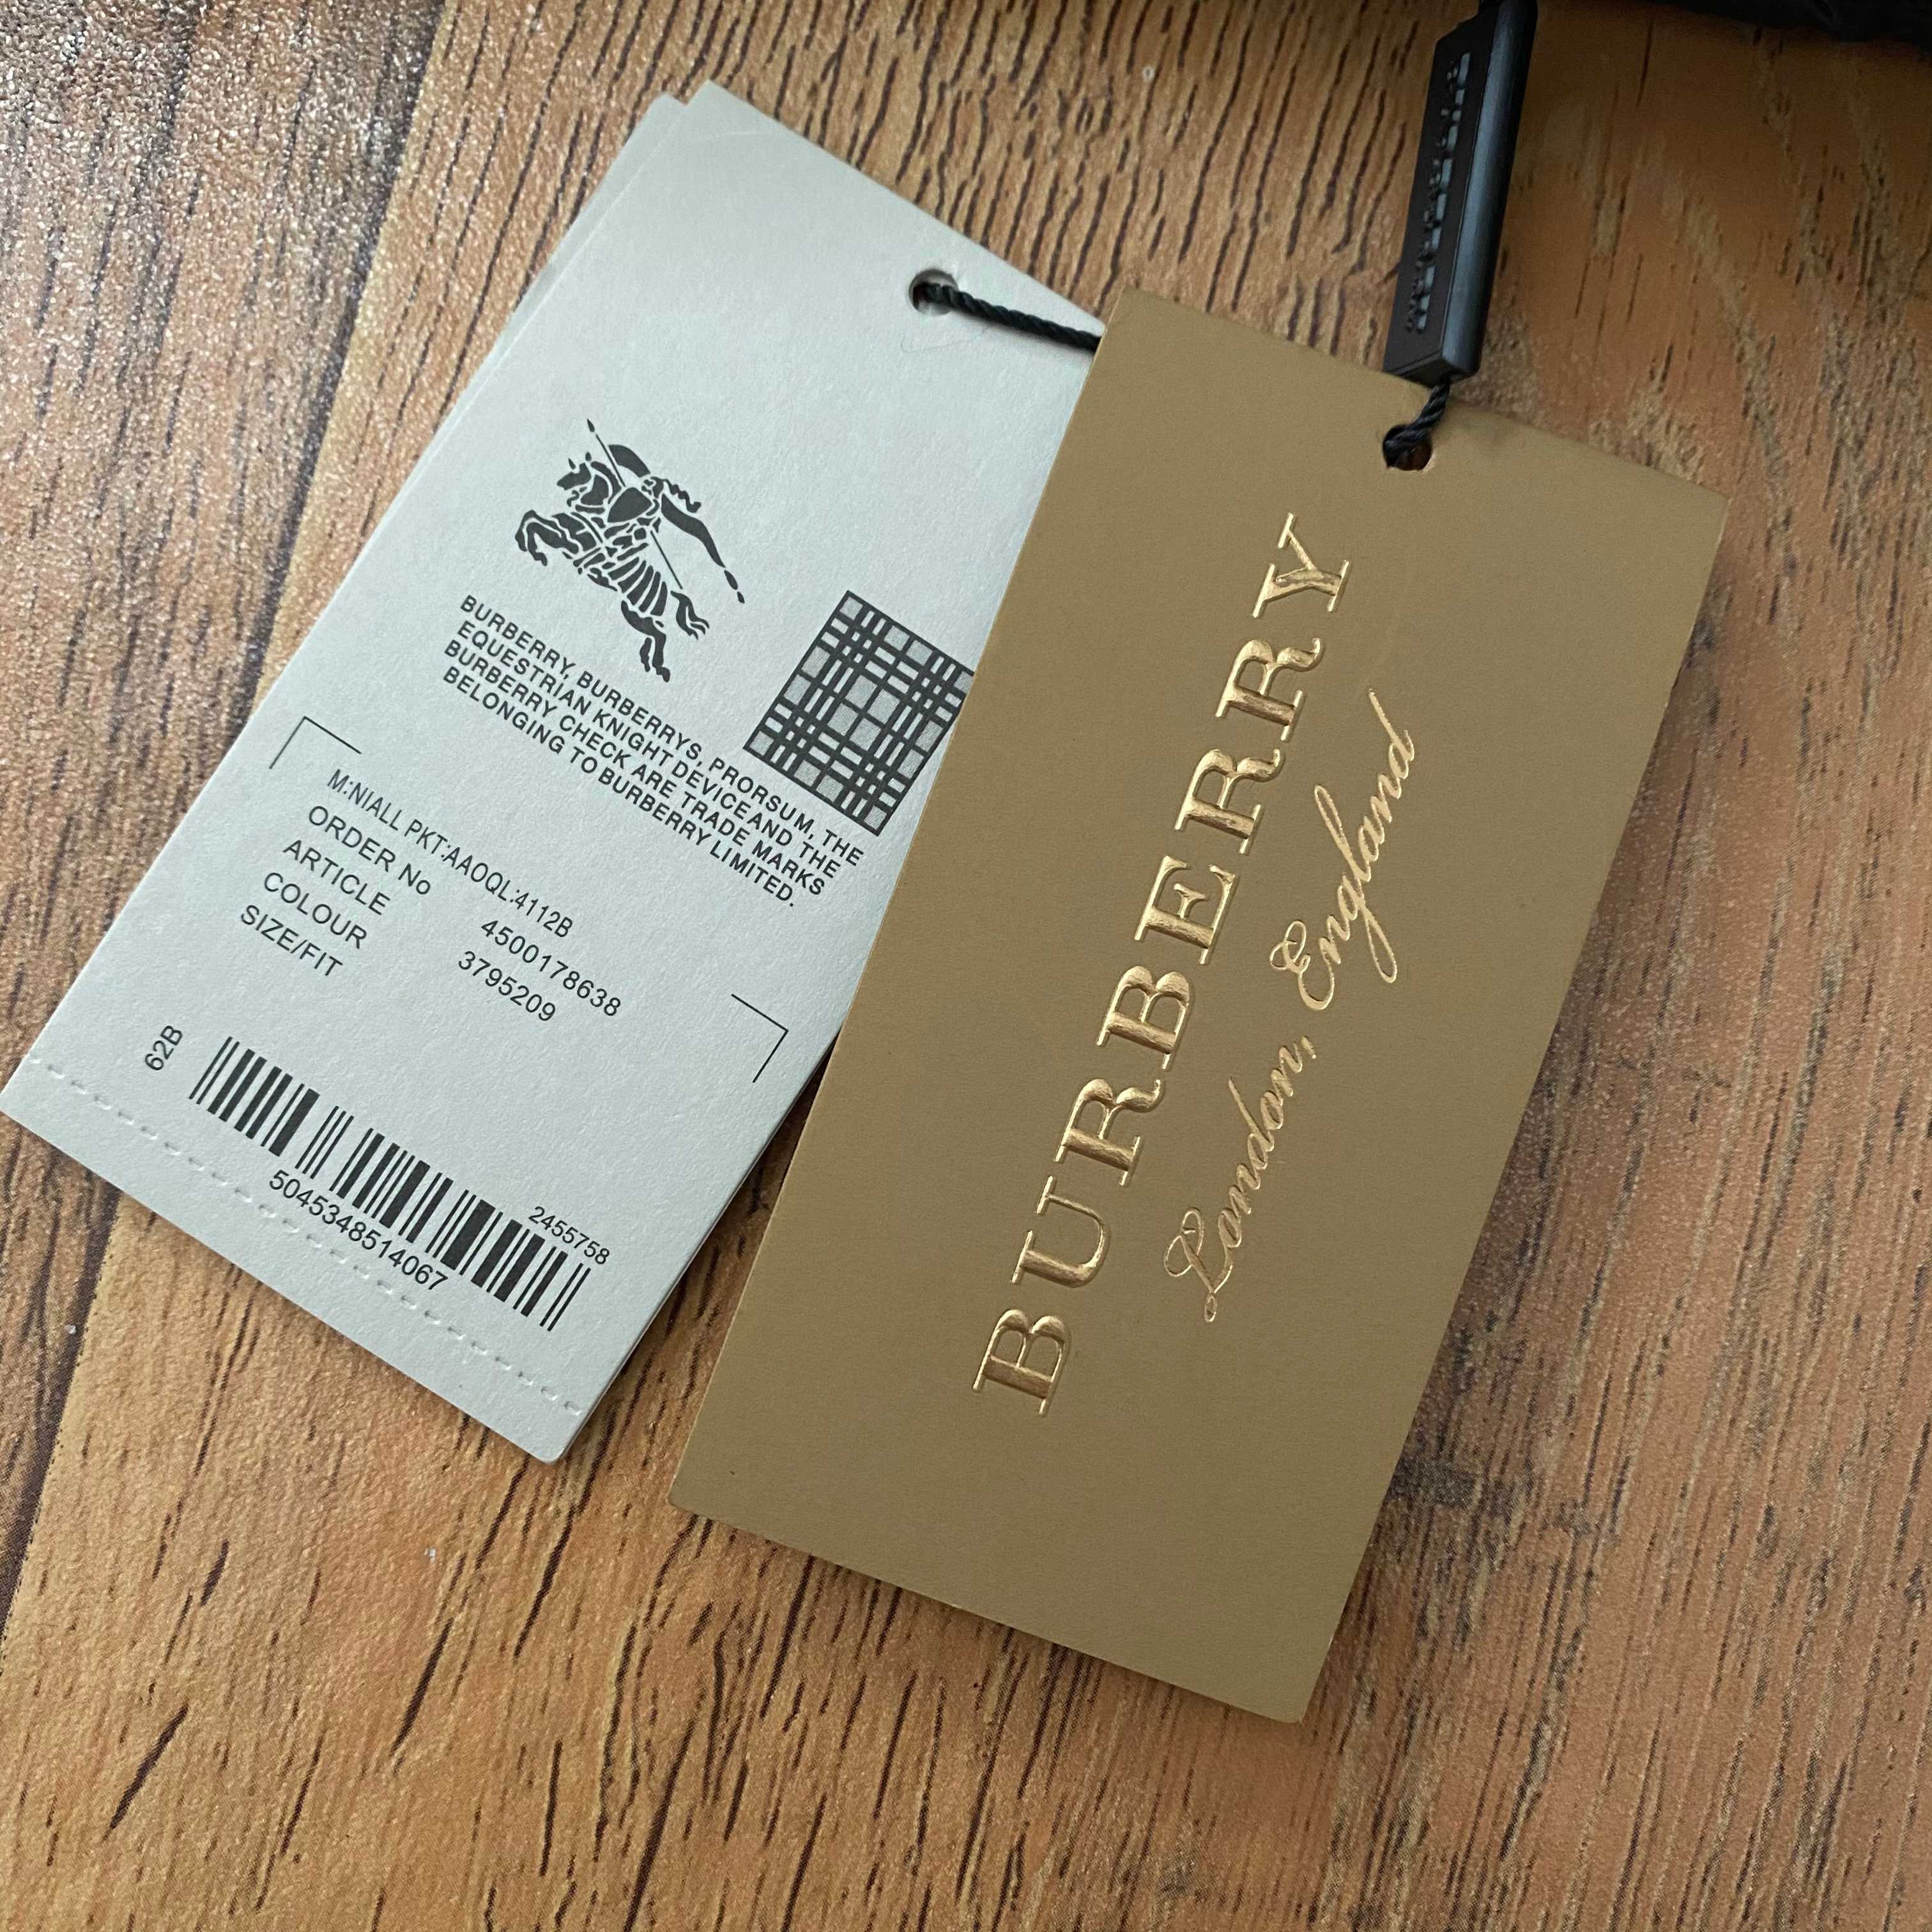 BURBERRY, BURBERRYS, PRORSUM, THE
EQUESTRIAN KNIGHT DEVICE AND THE
BURBERRY CHECK ARE TRADE MARKS
BELONGING TO BURBERRY LIMITED.
M:NIALL PKT:AAOQL:4112B
ORDER No 4500178638
ARTICLE 3795209
COLOUR
SIZE/FIT
62B
2455758
5045348514067
BURBERRY
London, England